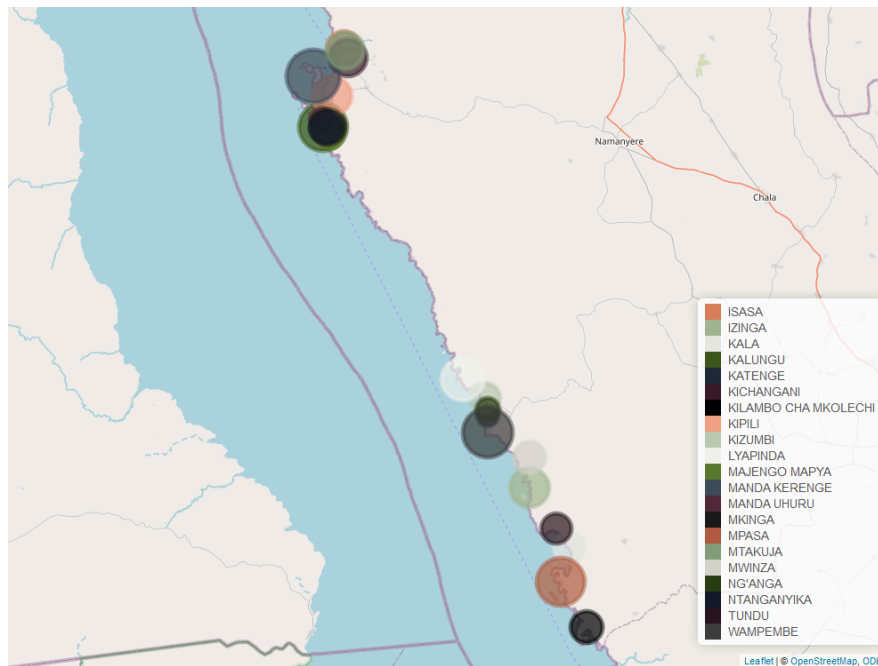 Namanyere
Chala
ISASA
IZINGA
KALA
KALUNGU
KATENGE
KICHANGANI
KILAMBO CHA MKOLECHI
KIPILI
KIZUMBI
LYAPINDA
MAJENGO MAPYA
MANDA KERENGE
MANDA UHURU
MKINGA
MPASA
MTAKUJA
MWINZA
NG'ANGA
NTANGANYIKA
TUNDU
WAMPEMBE
Leaflet | © OpenStreetMap, ODb